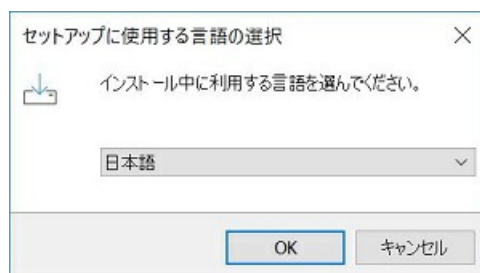 セットアップに使用する言語の選択
インストール中に利用する言語を選んでください。
日本語
OK
キャンセル